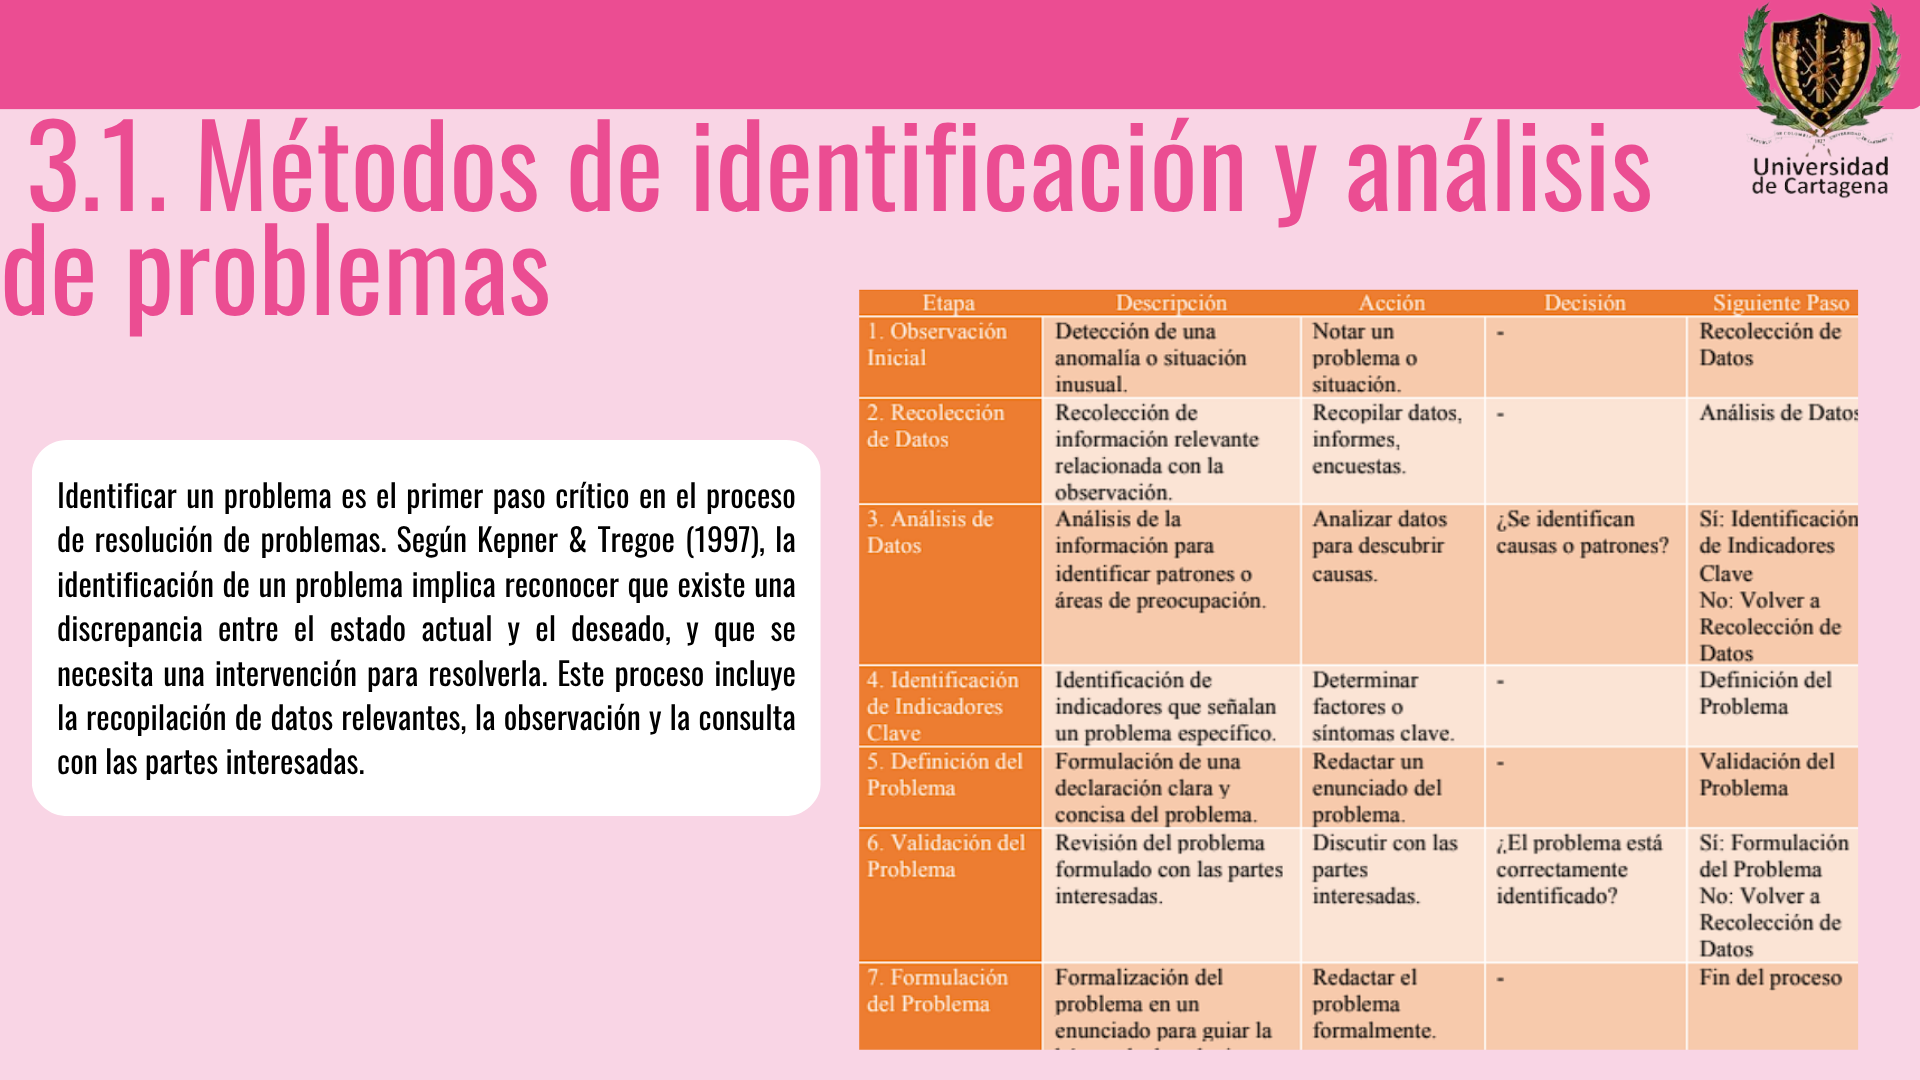 Universidad
de Cartagena
3.1. Métodos de identificación y análisis
de problemas
Identificar un problema es el primer paso crítico en el proceso
de resolución de problemas. Según Kepner & Tregoe (1997), la
identificación de un problema implica reconocer que existe una
discrepancia entre el estado actual y el deseado, y que se
necesita una intervención para resolverla. Este proceso incluye
la recopilación de datos relevantes, la observación y la consulta
con las partes interesadas.
Etapa
Descripción
Acción
Decisión
Siguiente Paso
1. Observación
Inicial
Detección de una
anomalía o situación
inusual.
Notar un
problema o
situación.
-
Recolección de
Datos
2. Recolección
de Datos
Recolección de
información relevante
relacionada con la
observación.
Recopilar datos,
informes,
encuestas.
-
Análisis de Datos
3. Análisis de
Datos
Análisis de la
información para
identificar patrones o
áreas de preocupación.
Analizar datos
para descubrir
causas.
¿Se identifican
causas o patrones?
Sí: Identificación
de Indicadores
Clave
No: Volver a
Recolección de
Datos
4. Identificación
de Indicadores
Clave
Identificación de
indicadores que señalan
un problema específico.
Determinar
factores o
síntomas clave.
-
Definición del
Problema
5. Definición del
Problema
Formulación de una
declaración clara y
concisa del problema.
Redactar un
enunciado del
problema.
-
Validación del
Problema
6. Validación del
Problema
Revisión del problema
formulado con las partes
interesadas.
Discutir con las
partes
interesadas.
¿El problema está
correctamente
identificado?
Sí: Formulación
del Problema
No: Volver a
Recolección de
Datos
7. Formulación
del Problema
Formalización del
problema en un
enunciado para guiar la
Redactar el
problema
formalmente.
-
Fin del proceso